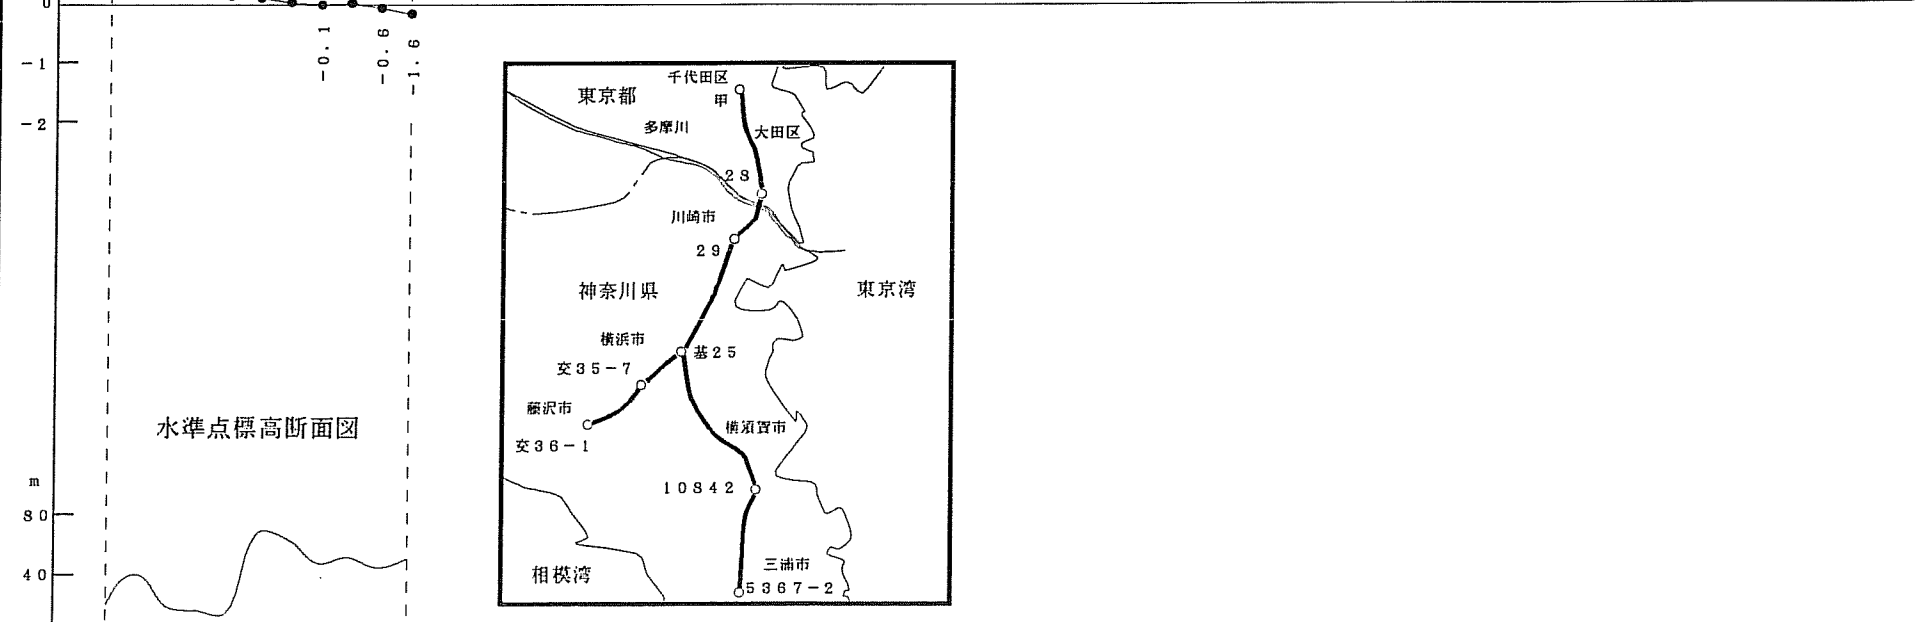 0
-0.1
-0.6
-1.6
-1
-2
水準点標高断面図
m
80
40
千代田区
甲
東京都
多摩川
大田区
28
川崎市
29
神奈川県
東京湾
横浜市
基25
交35-7
藤沢市
交36-1
横須賀市
10842
三浦市
相模湾
5367-2